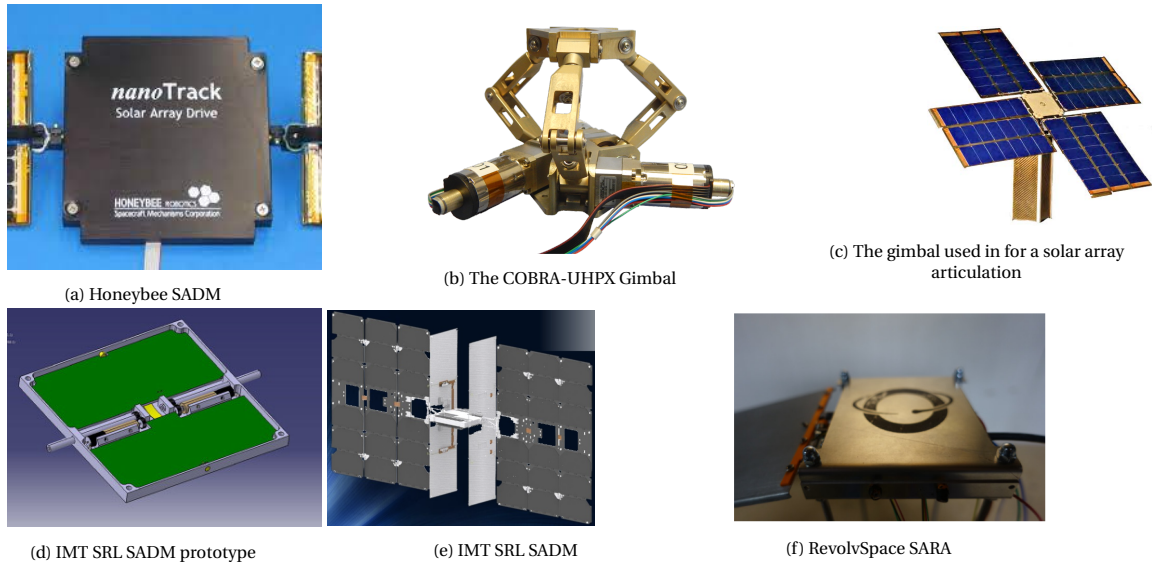 nanoTrack
Solar Array Drive
HONEYBEE ROBOTICS
Spacecraft Mechanisms Corporation
(a) Honeybee SADM
(b) The COBRA-UHPX Gimbal
(c) The gimbal used in for a solar array
articulation
(d) IMT SRL SADM prototype
(e) IMT SRL SADM
(f) RevolvSpace SARA